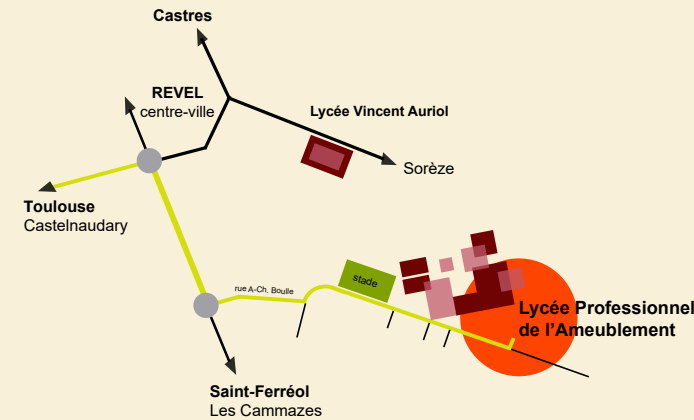 Castres
REVEL
centre-ville
Lycée Vincent Auriol
Sorèze
Toulouse
Castelnaudary
stade
rue A-Ch. Boulle
Lycée Professionnel
de l'Ameublement
Saint-Ferréol
Les Cammazes